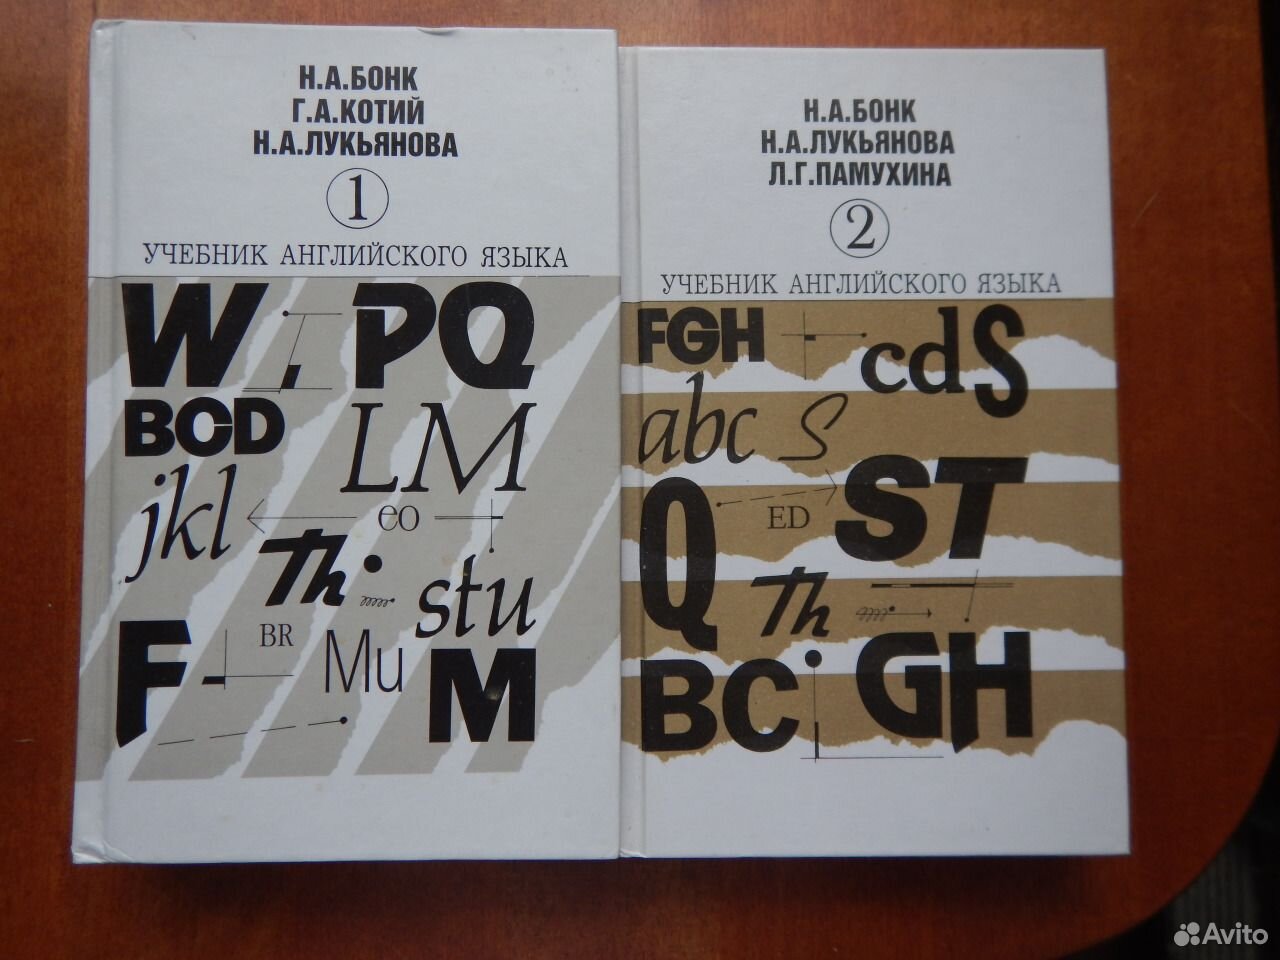 Н.А.БОНК
Г.А.КОТИЙ
Н.А.ЛУКЬЯНОВА
1
УЧЕБНИК АНГЛИЙСКОГО ЯЗЫКА
W PQ
BCD LM
jkl eo
Th stu
F BR Mu M
Н.А.БОНК
Н.А.ЛУКЬЯНОВА
Л.Г.ПАМУХИНА
2
УЧЕБНИК АНГЛИЙСКОГО ЯЗЫКА
FGH cdS
abc S
Q ED ST
Th
BC GH
Avito